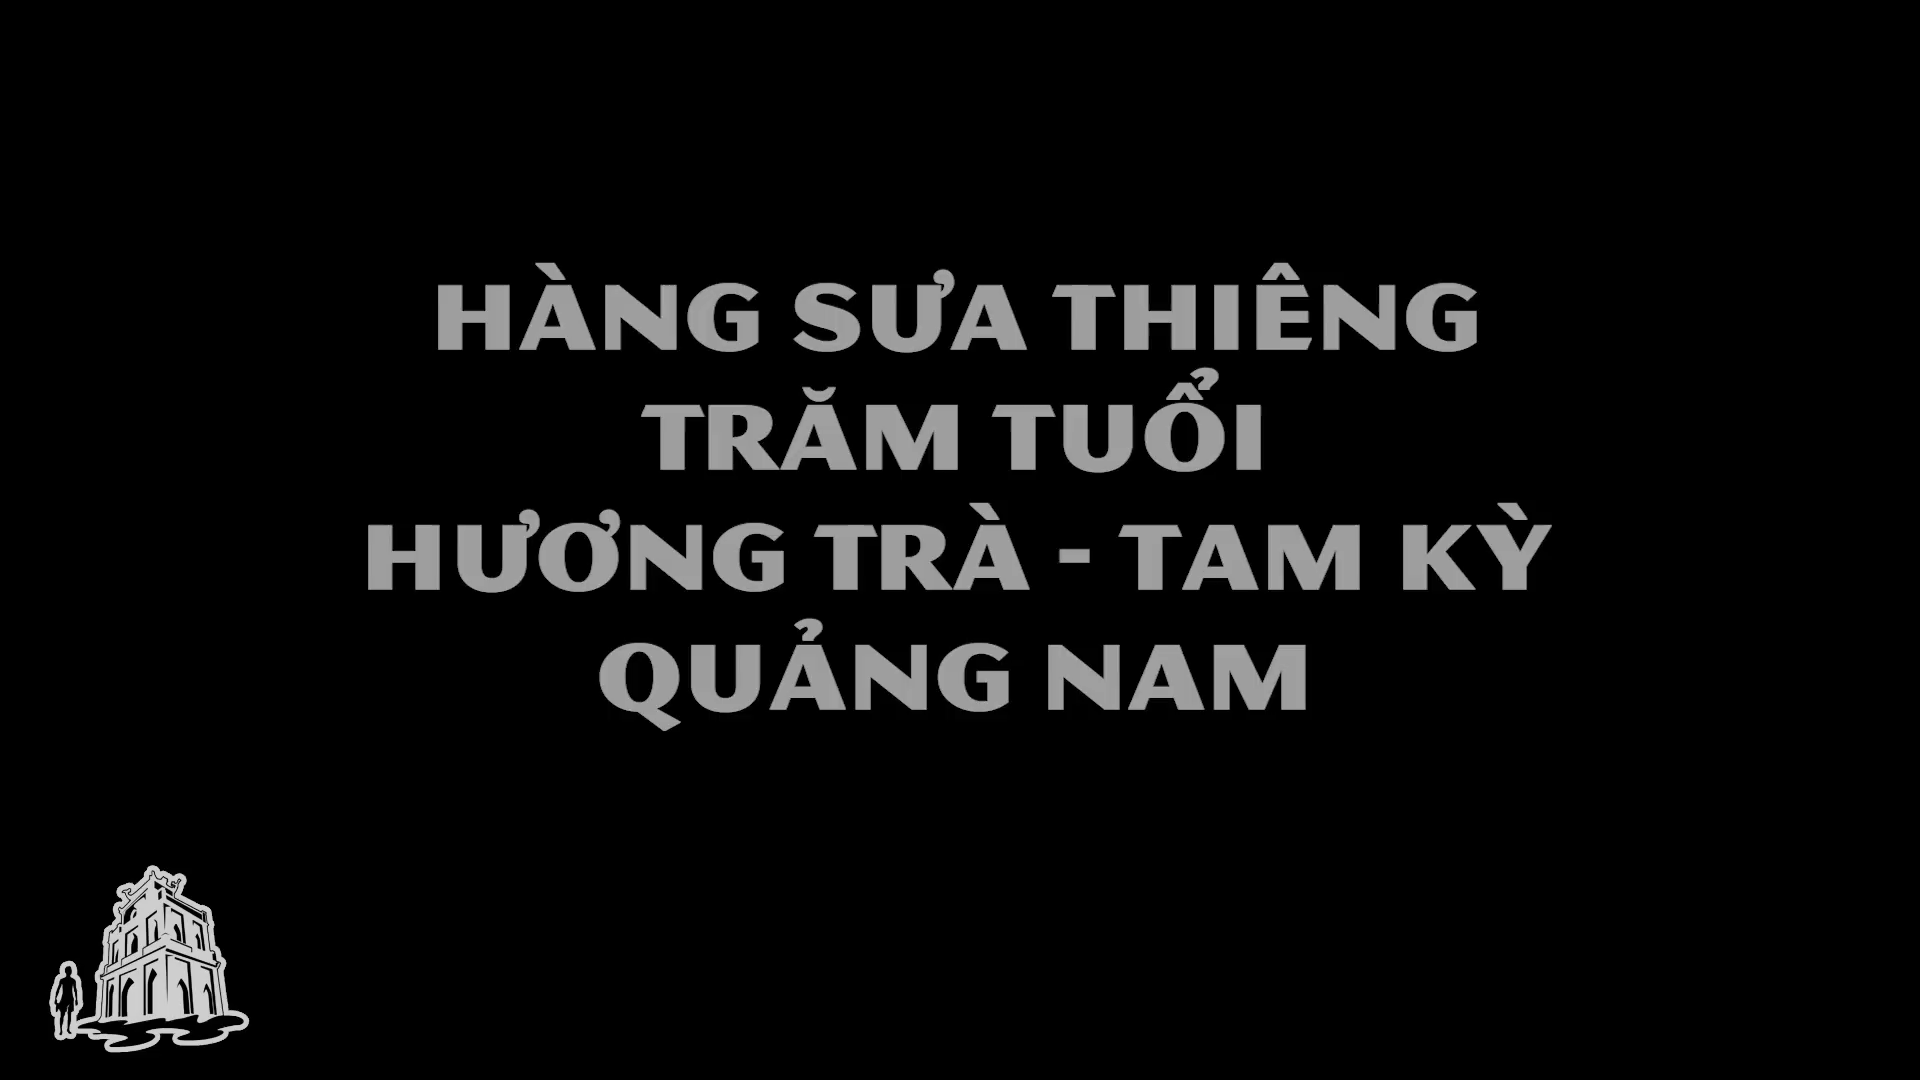 HÀNG SƯA THIÊNG
TRĂM TUỔI
HƯƠNG TRÀ - TAM KỲ
QUẢNG NAM